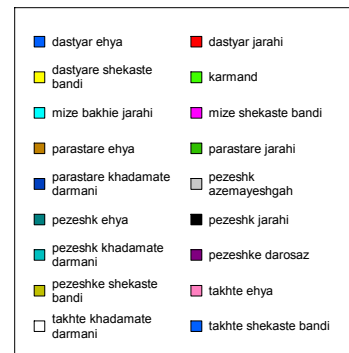 dastyar ehya
dastyar jarahi
dastyare shekaste
bandi
karmand
mize bakhie jarahi
mize shekaste bandi
parastare ehya
parastare jarahi
parastare khadamate
darmani
pezeshk
azemayeshgah
pezeshk ehya
pezeshk jarahi
pezeshk khadamate
darmani
pezeshke darosaz
pezeshke shekaste
bandi
takhte ehya
takhte khadamate
darmani
takhte shekaste bandi